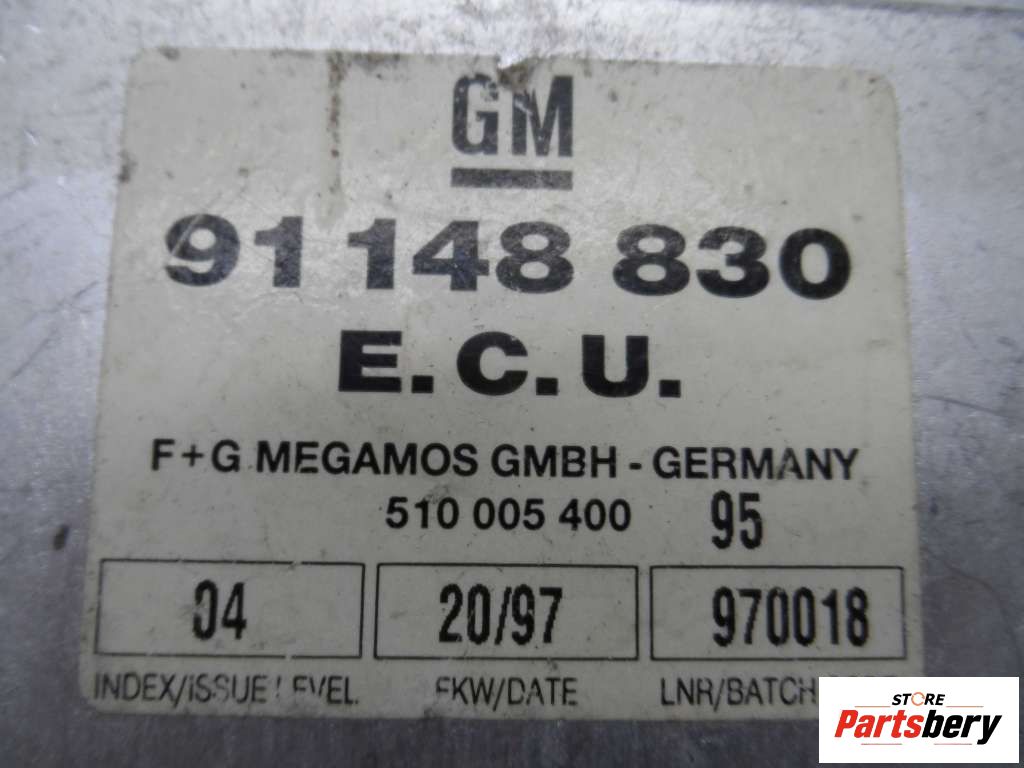 GM
91 148 830
E.C.U.
F+G MEGAMOS GMBH - GERMANY
510 005 400 95
04 20/97 970018
INDEX/ISSUE LEVEL FKW/DATE LNR/BATCH
STORE
Partsbery